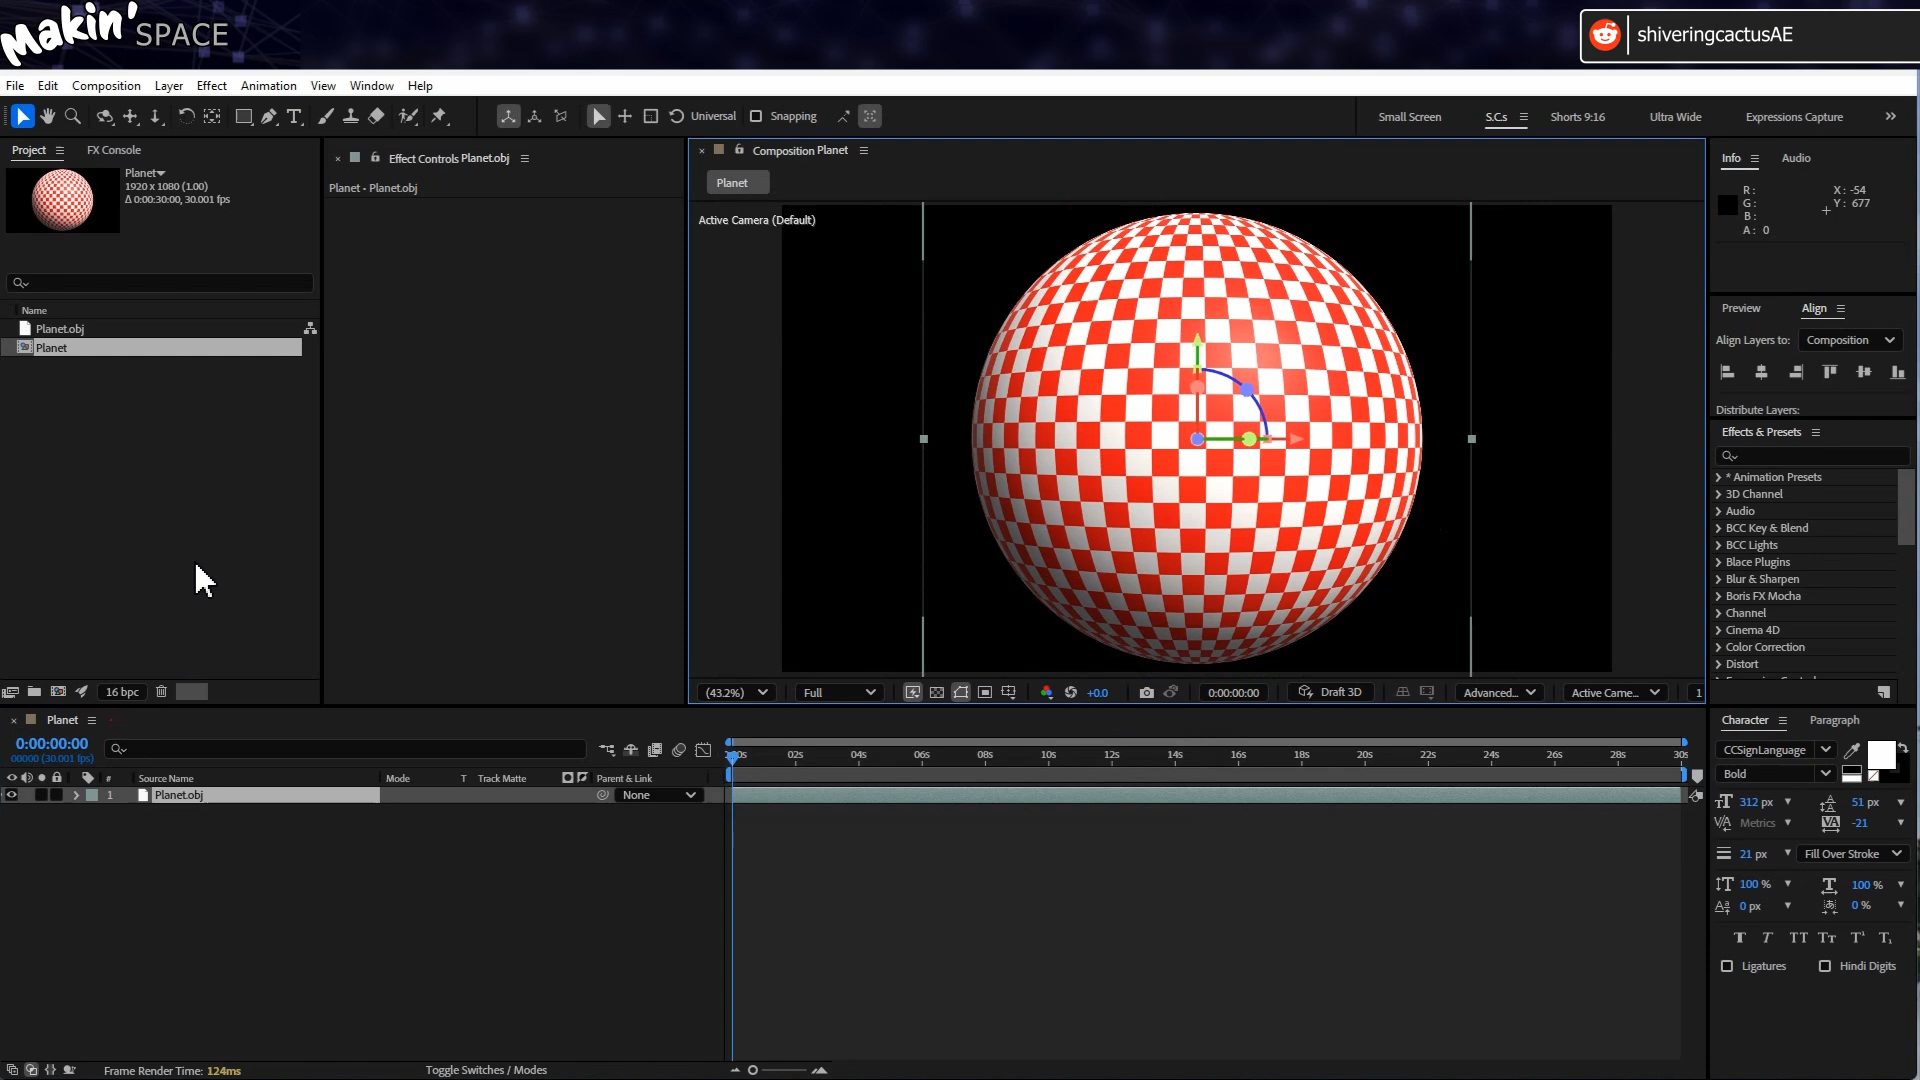 Makin' SPACE
shiveringcactusAE
File Edit Composition Layer Effect Animation View Window Help
Universal Snapping Small Screen S.C.s Shorts 9:16 Ultra Wide Expressions Capture
Project FX Console
Planet
1920 x 1080 (1.00)
Δ 0:00:30:00, 30.001 fps
Name
Planet.obj
Planet
16 bpc
Effect Controls Planet.obj
Planet • Planet.obj
Composition Planet
Planet
Active Camera (Default)
(43.2%) Full +0.0 0:00:00:00 Draft 3D Advanced... Active Came... 1
Info Audio
R: X: -54
G: Y: 677
B:
A: 0
Preview Align
Align Layers to: Composition
Distribute Layers:
Effects & Presets
* Animation Presets
3D Channel
Audio
BCC Key & Blend
BCC Lights
Blace Plugins
Blur & Sharpen
Boris FX Mocha
Channel
Cinema 4D
Color Correction
Distort
Planet
0:00:00:00
00000 (30.001 fps)
02s 04s 06s 08s 10s 12s 14s 16s 18s 20s 22s 24s 26s 28s 30s
# Source Name Mode T Track Matte Parent & Link
1 Planet.obj None
Character Paragraph
CCSignLanguage
Bold
312 px 51 px
Metrics -21
21 px Fill Over Stroke
100 % 100 %
0 px 0 %
Ligatures Hindi Digits
Frame Render Time: 124ms Toggle Switches / Modes